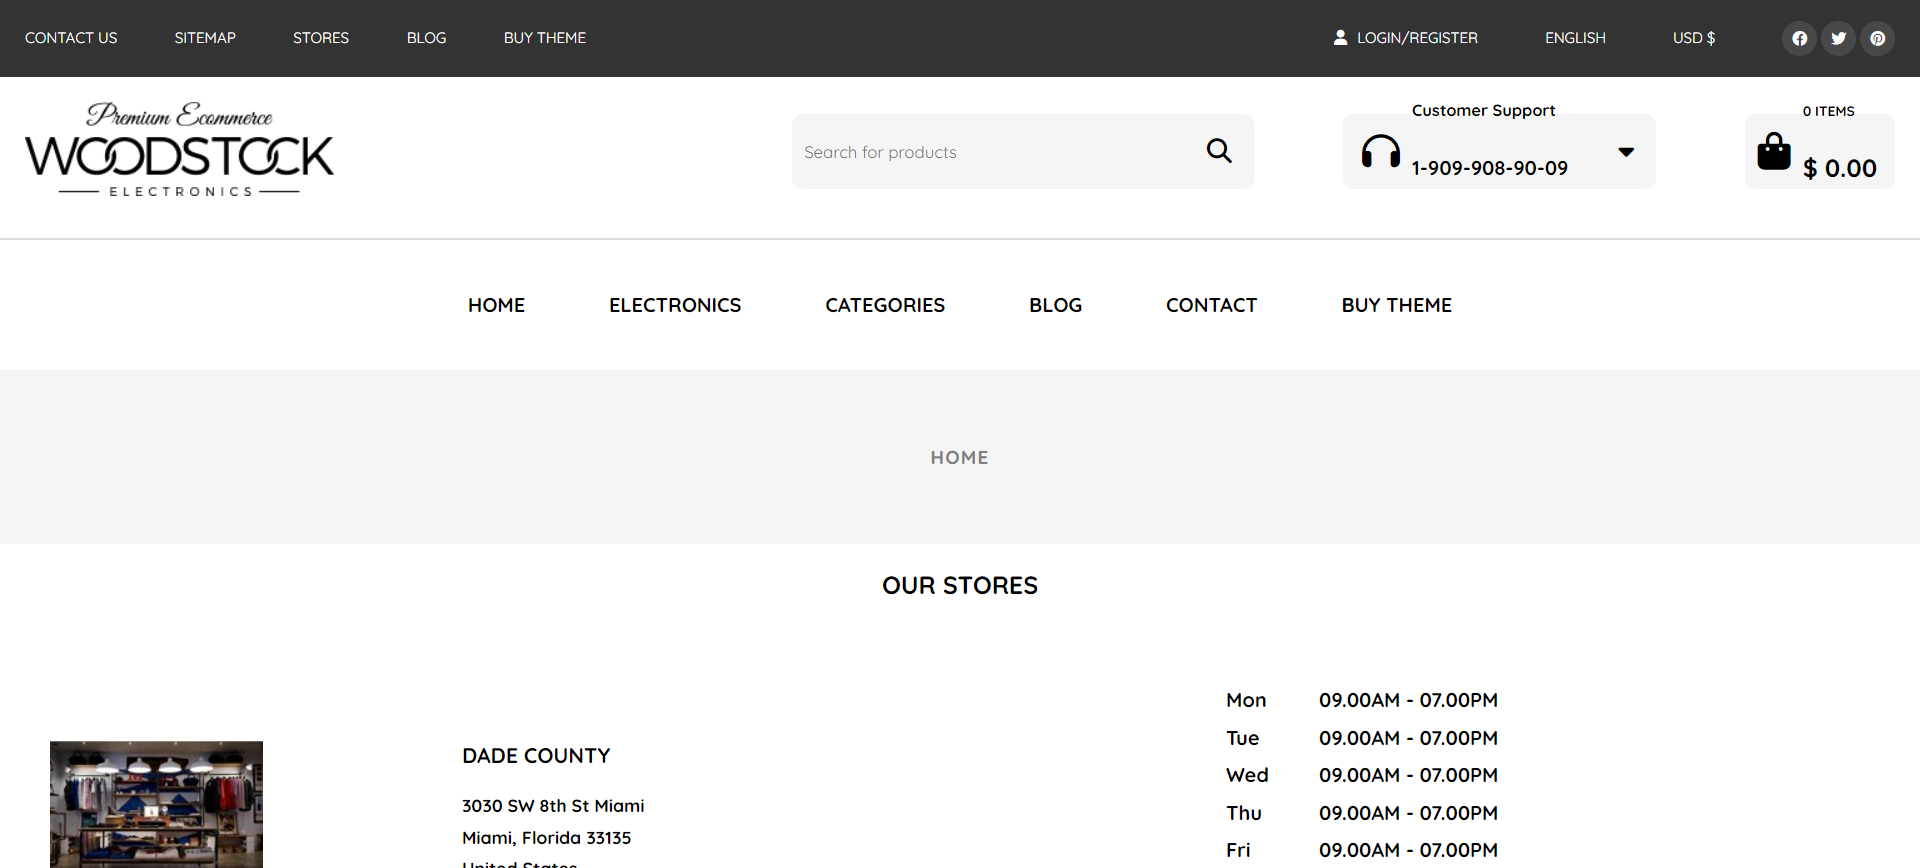 CONTACT US
SITEMAP
STORES
BLOG
BUY THEME
LOGIN/REGISTER
ENGLISH
USD $
Premium Ecommerce
WOODSTOCK
ELECTRONICS
Search for products
Customer Support
1-909-908-90-09
0 ITEMS
$ 0.00
HOME
ELECTRONICS
CATEGORIES
BLOG
CONTACT
BUY THEME
HOME
OUR STORES
DADE COUNTY
3030 SW 8th St Miami
Miami, Florida 33135
United States
Mon 09.00AM - 07.00PM
Tue 09.00AM - 07.00PM
Wed 09.00AM - 07.00PM
Thu 09.00AM - 07.00PM
Fri 09.00AM - 07.00PM